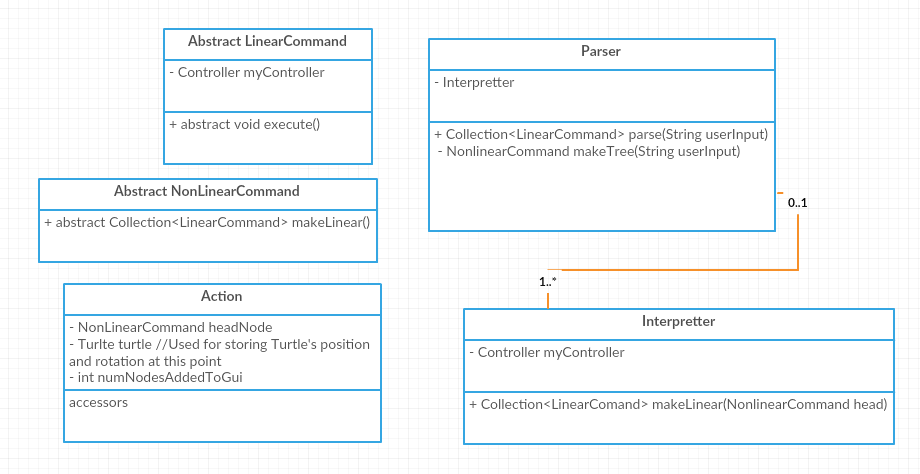 Abstract LinearCommand
- Controller myController
+ abstract void execute()
Abstract NonLinearCommand
+ abstract Collection<LinearCommand> makeLinear()
Action
- NonLinearCommand headNode
- Turlte turtle //Used for storing Turtle's position
and rotation at this point
- int numNodesAddedToGui
accessors
Parser
- Interpretter
+ Collection<LinearCommand> parse(String userInput)
- NonlinearCommand makeTree(String userInput)
0..1
1..*
Interpretter
- Controller myController
+ Collection<LinearComand> makeLinear(NonlinearCommand head)